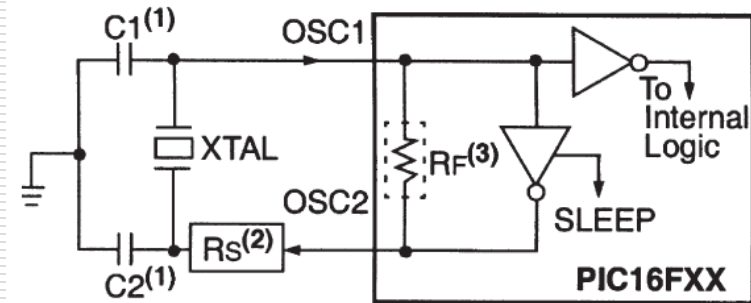 C1(1)
OSC1
To
Internal
Logic
XTAL
RF(3)
OSC2
SLEEP
RS(2)
C2(1)
PIC16FXX